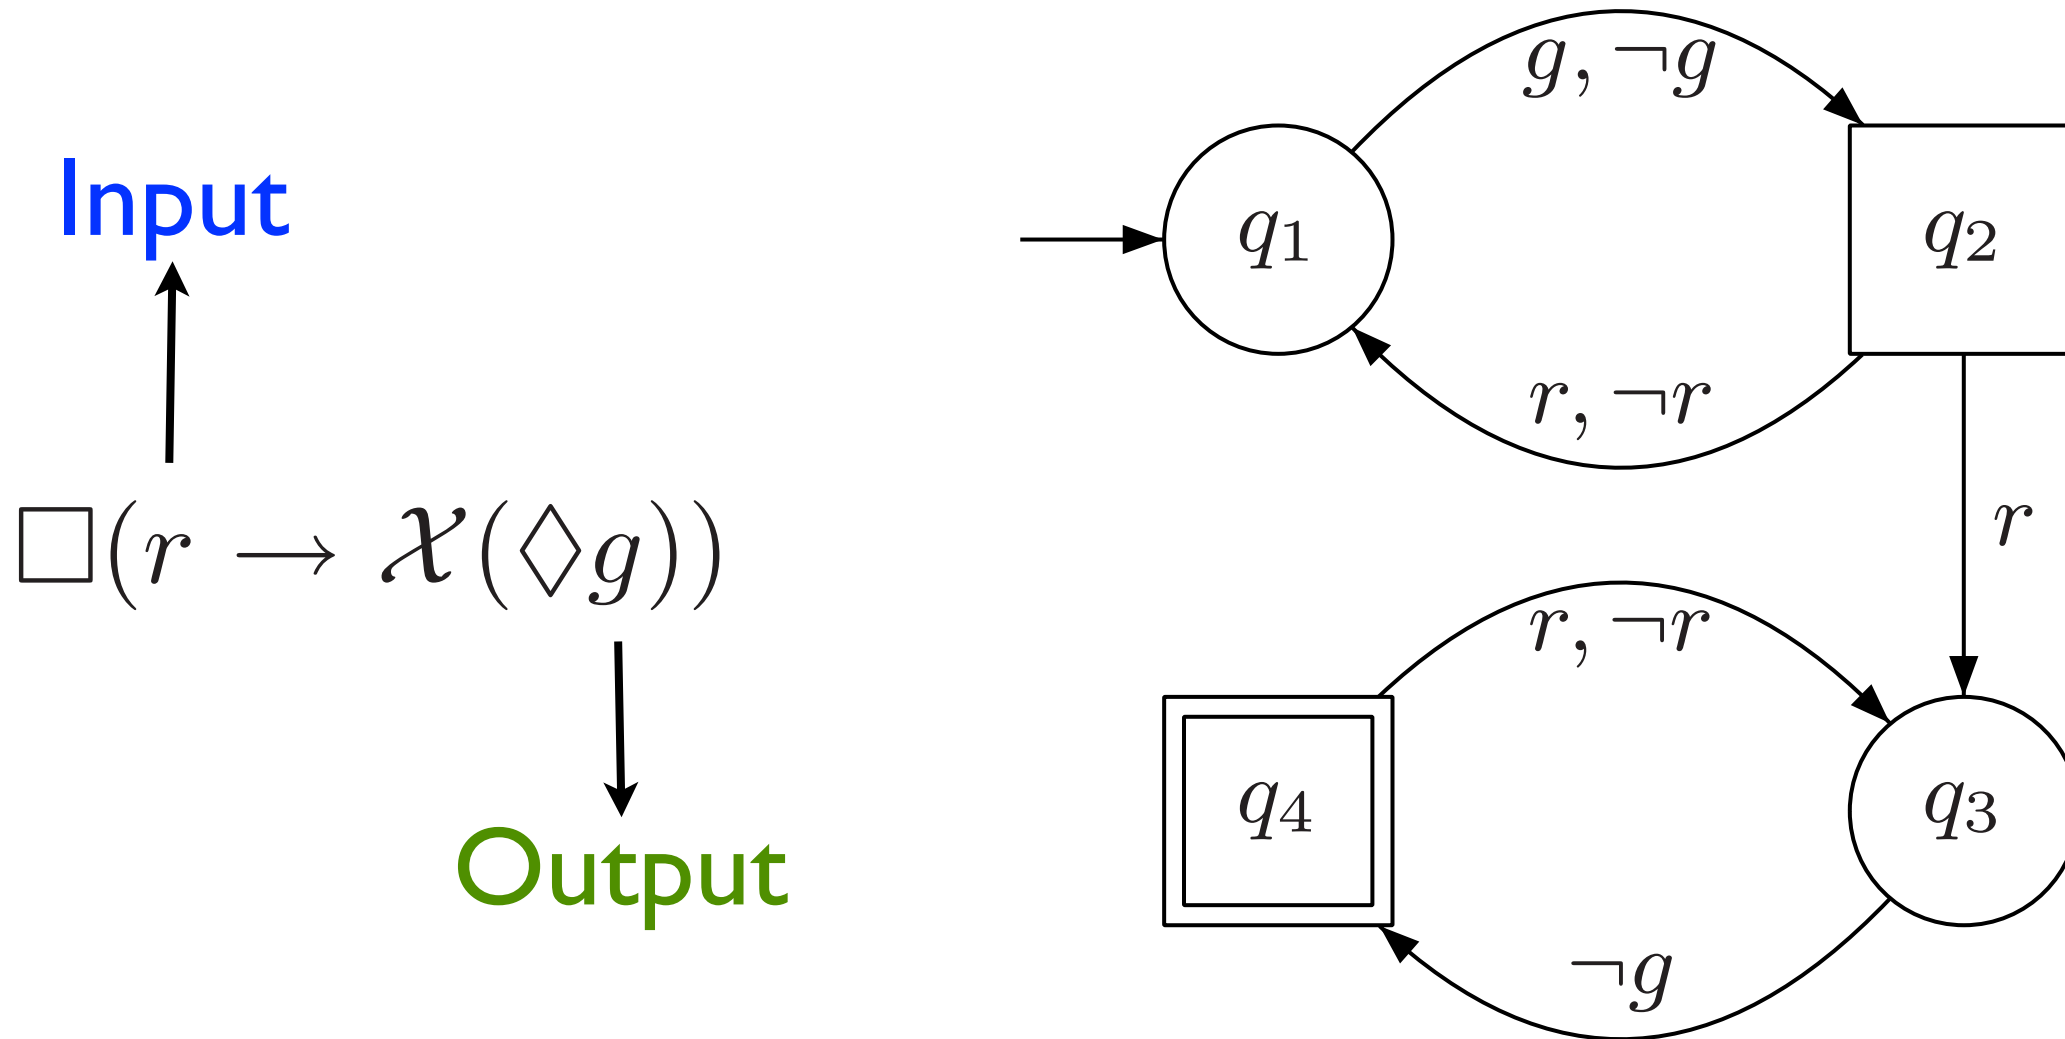 Input
□(r → 𝒳(◇g))
Output
g, ¬g
q₁
q₂
r, ¬r
r
r, ¬r
q₄
q₃
¬g